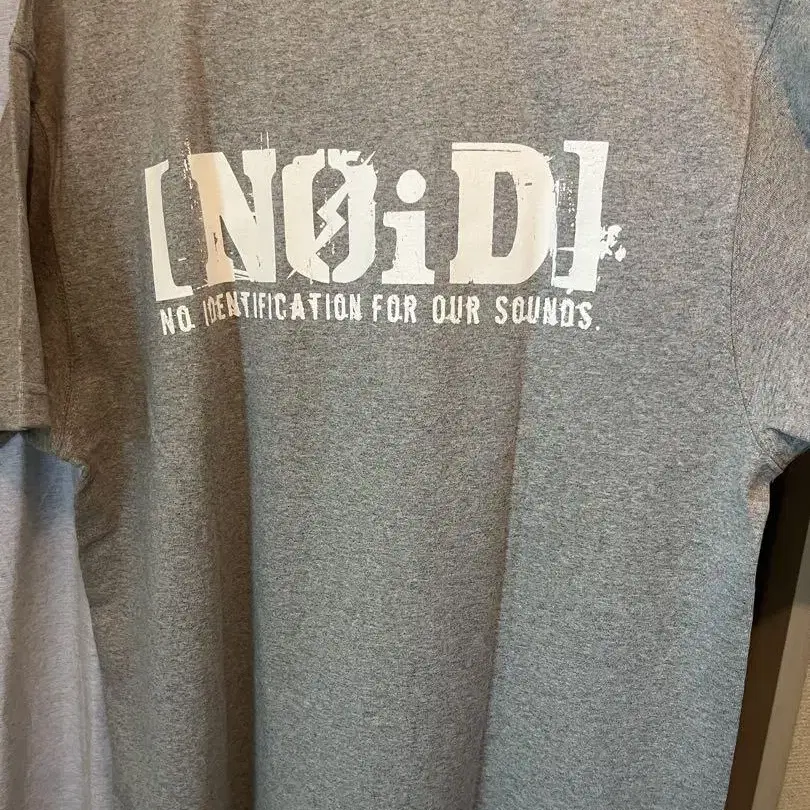 [NØiD]
NO IDENTIFICATION FOR OUR SOUNDS.